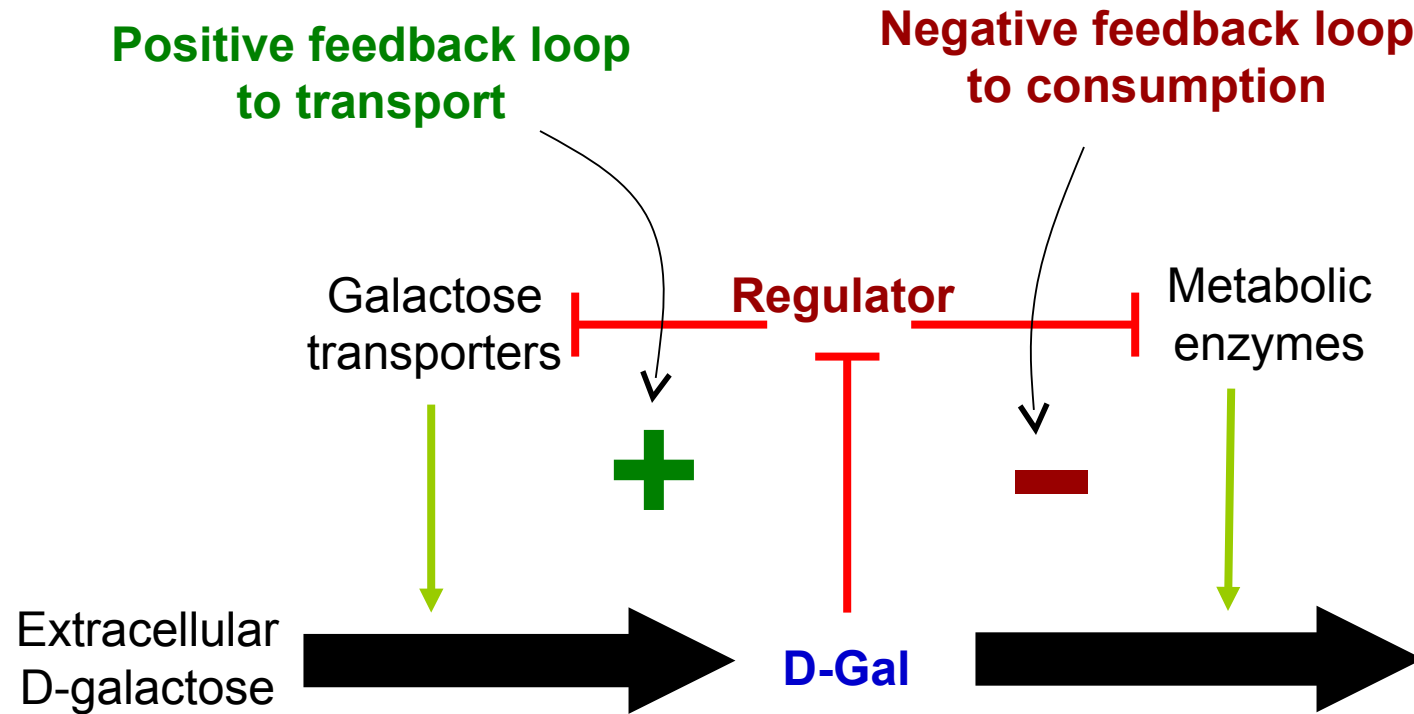 Positive feedback loop
to transport
Negative feedback loop
to consumption
Galactose
transporters
Regulator
Metabolic
enzymes
Extracellular
D-galactose
D-Gal